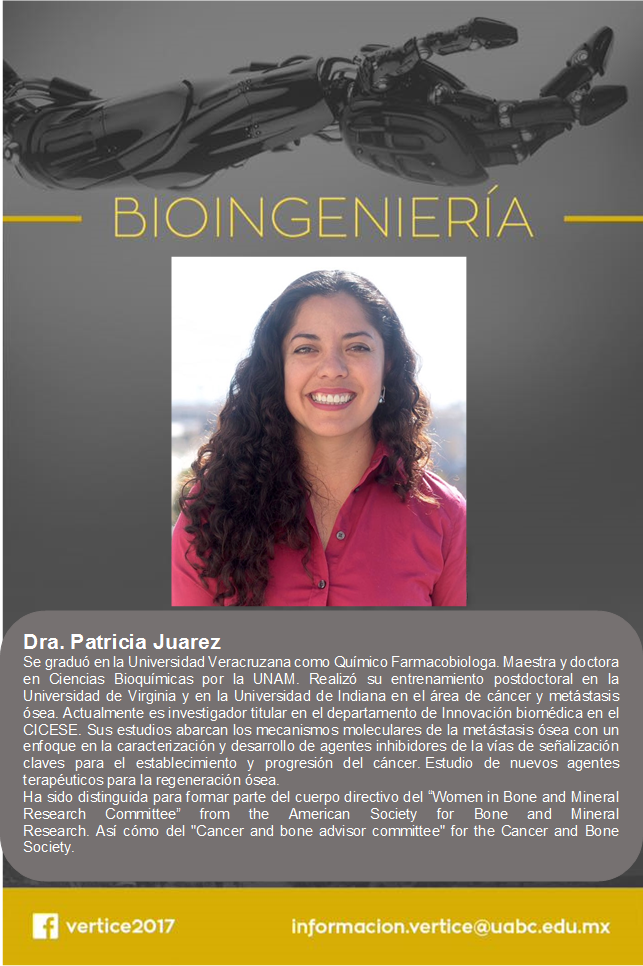 BIOINGENIERÍA
Dra. Patricia Juarez
Se graduó en la Universidad Veracruzana como Químico Farmacobiologa. Maestra y doctora
en Ciencias Bioquímicas por la UNAM. Realizó su entrenamiento postdoctoral en la
Universidad de Virginia y en la Universidad de Indiana en el área de cáncer y metástasis
ósea. Actualmente es investigador titular en el departamento de Innovación biomédica en el
CICESE. Sus estudios abarcan los mecanismos moleculares de la metástasis ósea con un
enfoque en la caracterización y desarrollo de agentes inhibidores de la vías de señalización
claves para el establecimiento y progresión del cáncer. Estudio de nuevos agentes
terapéuticos para la regeneración ósea.
Ha sido distinguida para formar parte del cuerpo directivo del “Women in Bone and Mineral
Research Committee” from the American Society for Bone and Mineral
Research. Así cómo del "Cancer and bone advisor committee" for the Cancer and Bone
Society.
vertice2017
informacion.vertice@uabc.edu.mx